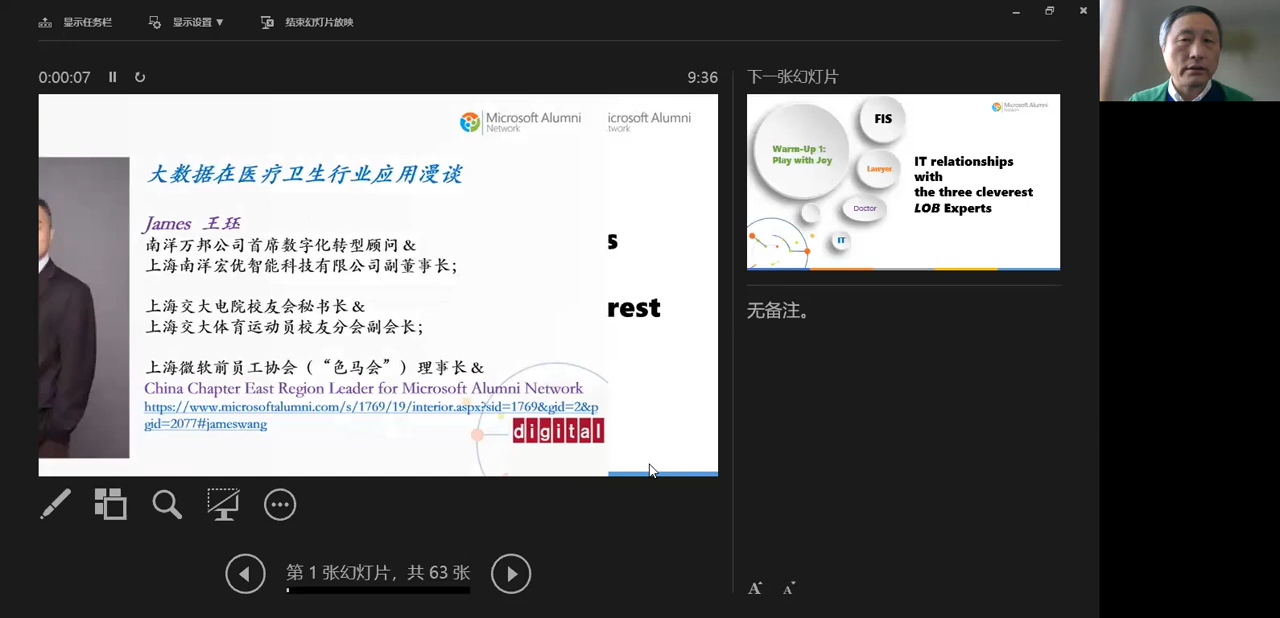 显示任务栏
显示设置 ▼
结束幻灯片放映
0:00:07
9:36
下一张幻灯片
Microsoft Alumni
Network
icrosoft Alumni
twork
大数据在医疗卫生行业应用漫谈
James 王珏
南洋万邦公司首席数字化转型顾问 &
上海南洋宏优智能科技有限公司副董事长;
上海交大电院校友会秘书长 &
上海交大体育运动员校友分会副会长;
上海微软前员工协会（“色马会”）理事长 &
China Chapter East Region Leader for Microsoft Alumni Network
https://www.microsoftalumni.com/s/1769/19/interior.aspx?sid=1769&gid=2&p
gid=2077#jameswang
digital
s
rest
Microsoft Alumni
Network
Warm-Up 1:
Play with Joy
FIS
Lawyer
Doctor
IT
IT relationships
with
the three cleverest
LOB Experts
无备注。
第 1 张幻灯片，共 63 张
A A